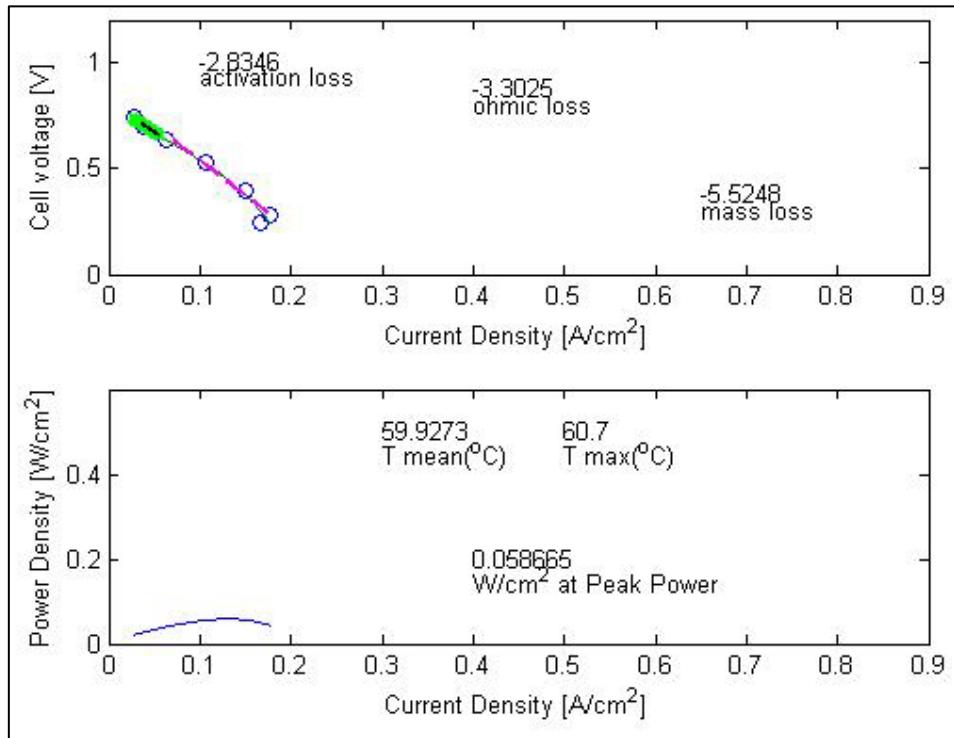 Cell voltage [V]
1
0.5
0
-2.8346
activation loss
-3.3025
ohmic loss
-5.5248
mass loss
0 0.1 0.2 0.3 0.4 0.5 0.6 0.7 0.8 0.9
Current Density [A/cm²]
Power Density [W/cm²]
0.4
0.2
0
59.9273
T mean(°C)
60.7
T max(°C)
0.058665
W/cm² at Peak Power
0 0.1 0.2 0.3 0.4 0.5 0.6 0.7 0.8 0.9
Current Density [A/cm²]